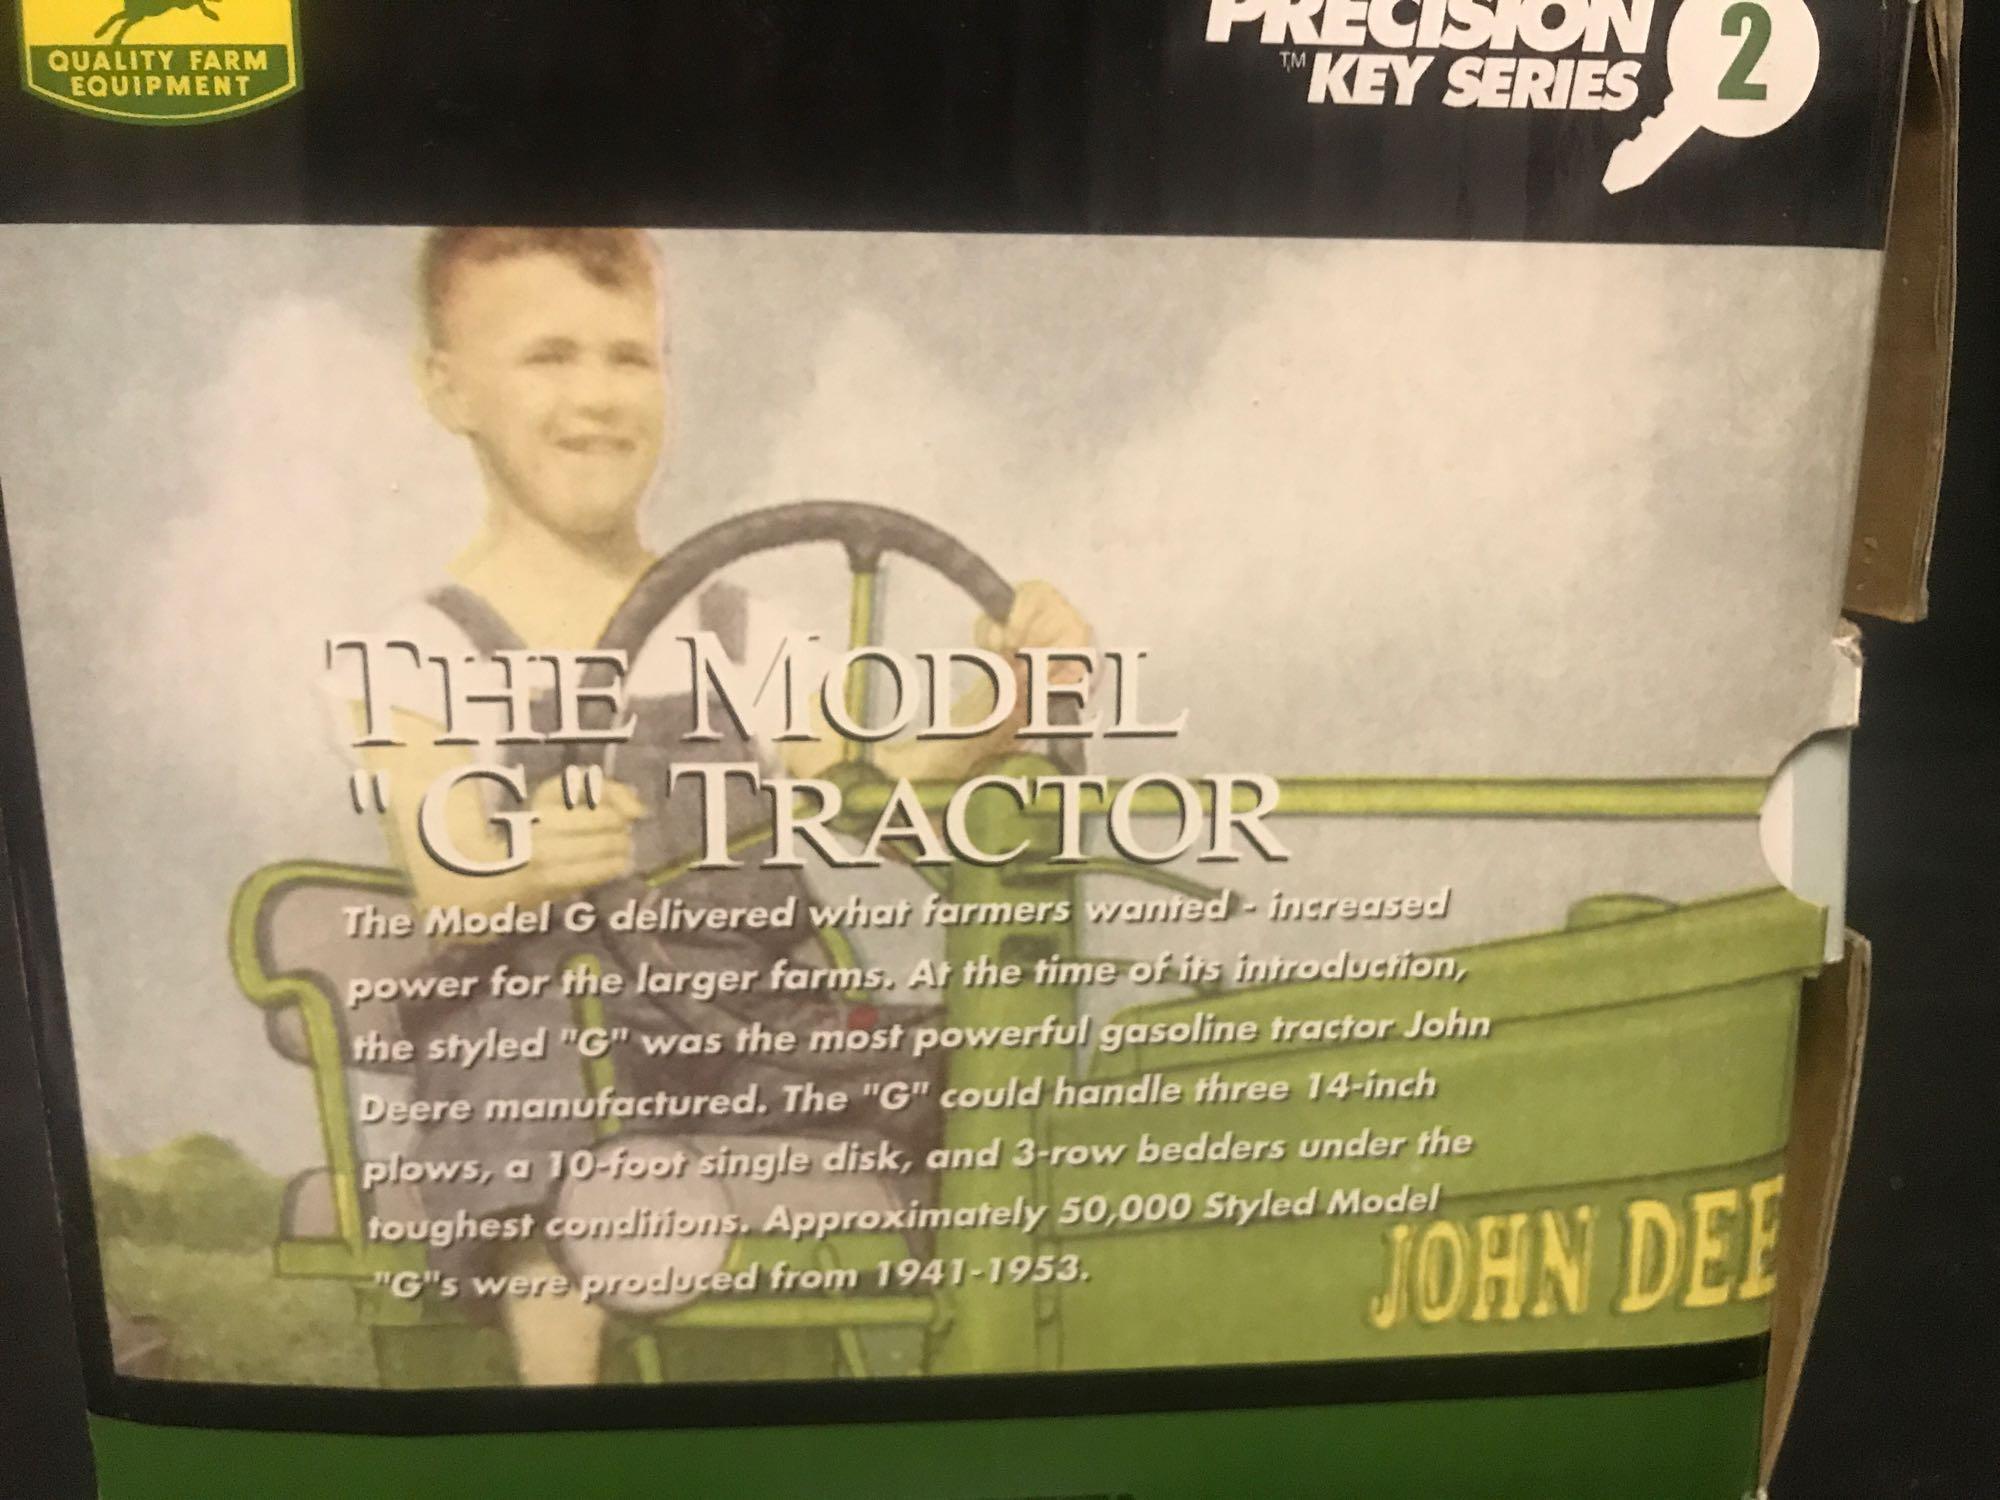 QUALITY FARM
EQUIPMENT
PRECISION
™ KEY SERIES
2
THE MODEL
"G" TRACTOR
The Model G delivered what farmers wanted - increased
power for the larger farms. At the time of its introduction,
the styled "G" was the most powerful gasoline tractor John
Deere manufactured. The "G" could handle three 14-inch
plows, a 10-foot single disk, and 3-row bedders under the
toughest conditions. Approximately 50,000 Styled Model
"G"s were produced from 1941-1953.
JOHN DEE